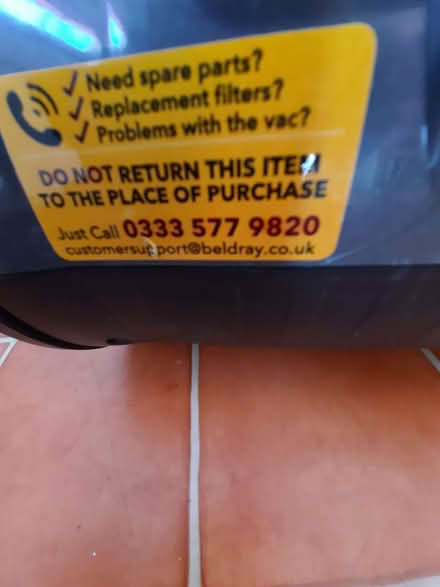 Need spare parts?
Replacement filters?
Problems with the vac?
DO NOT RETURN THIS ITEM
TO THE PLACE OF PURCHASE
Just Call 0333 577 9820
customersupport@beldray.co.uk